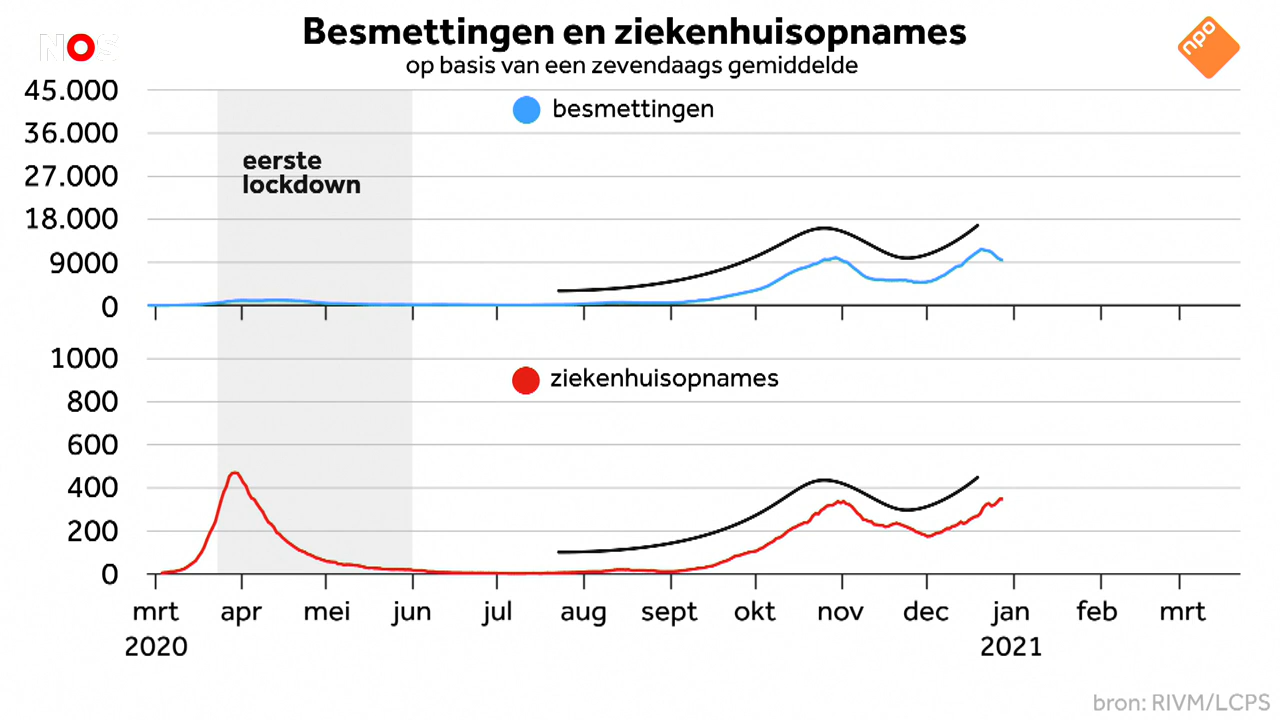 NOS
Besmettingen en ziekenhuisopnames
npo
op basis van een zevendaags gemiddelde
45.000
besmettingen
36.000
eerste
lockdown
27.000
18.000
9000
0
1000
ziekenhuisopnames
800
600
400
200
0
mrt apr mei jun jul aug sept okt nov dec jan feb mrt
2020 2021
bron: RIVM/LCPS